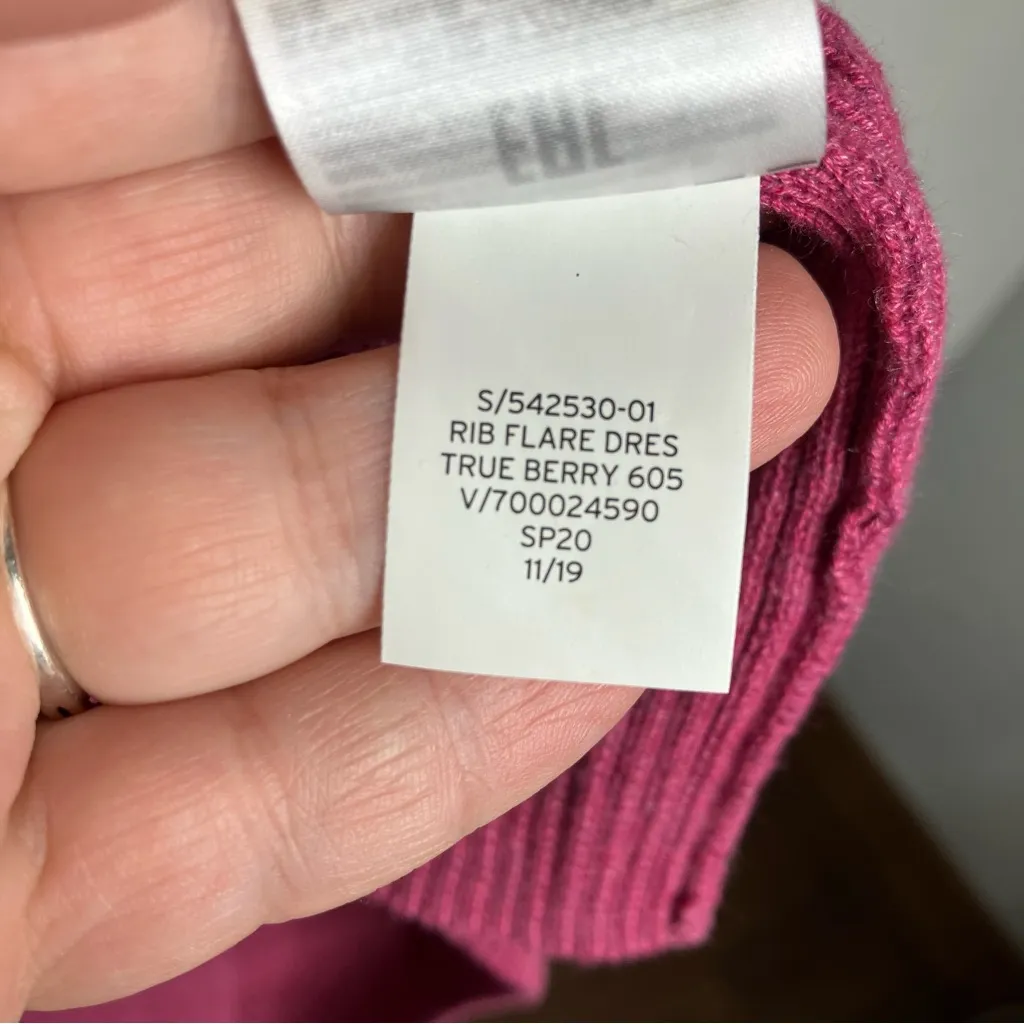 S/542530-01
RIB FLARE DRES
TRUE BERRY 605
V/700024590
SP20
11/19